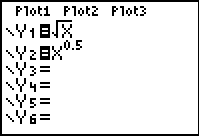 Plot1 Plot2 Plot3
\Y1=√X
\Y2=X^0.5
\Y3=
\Y4=
\Y5=
\Y6=